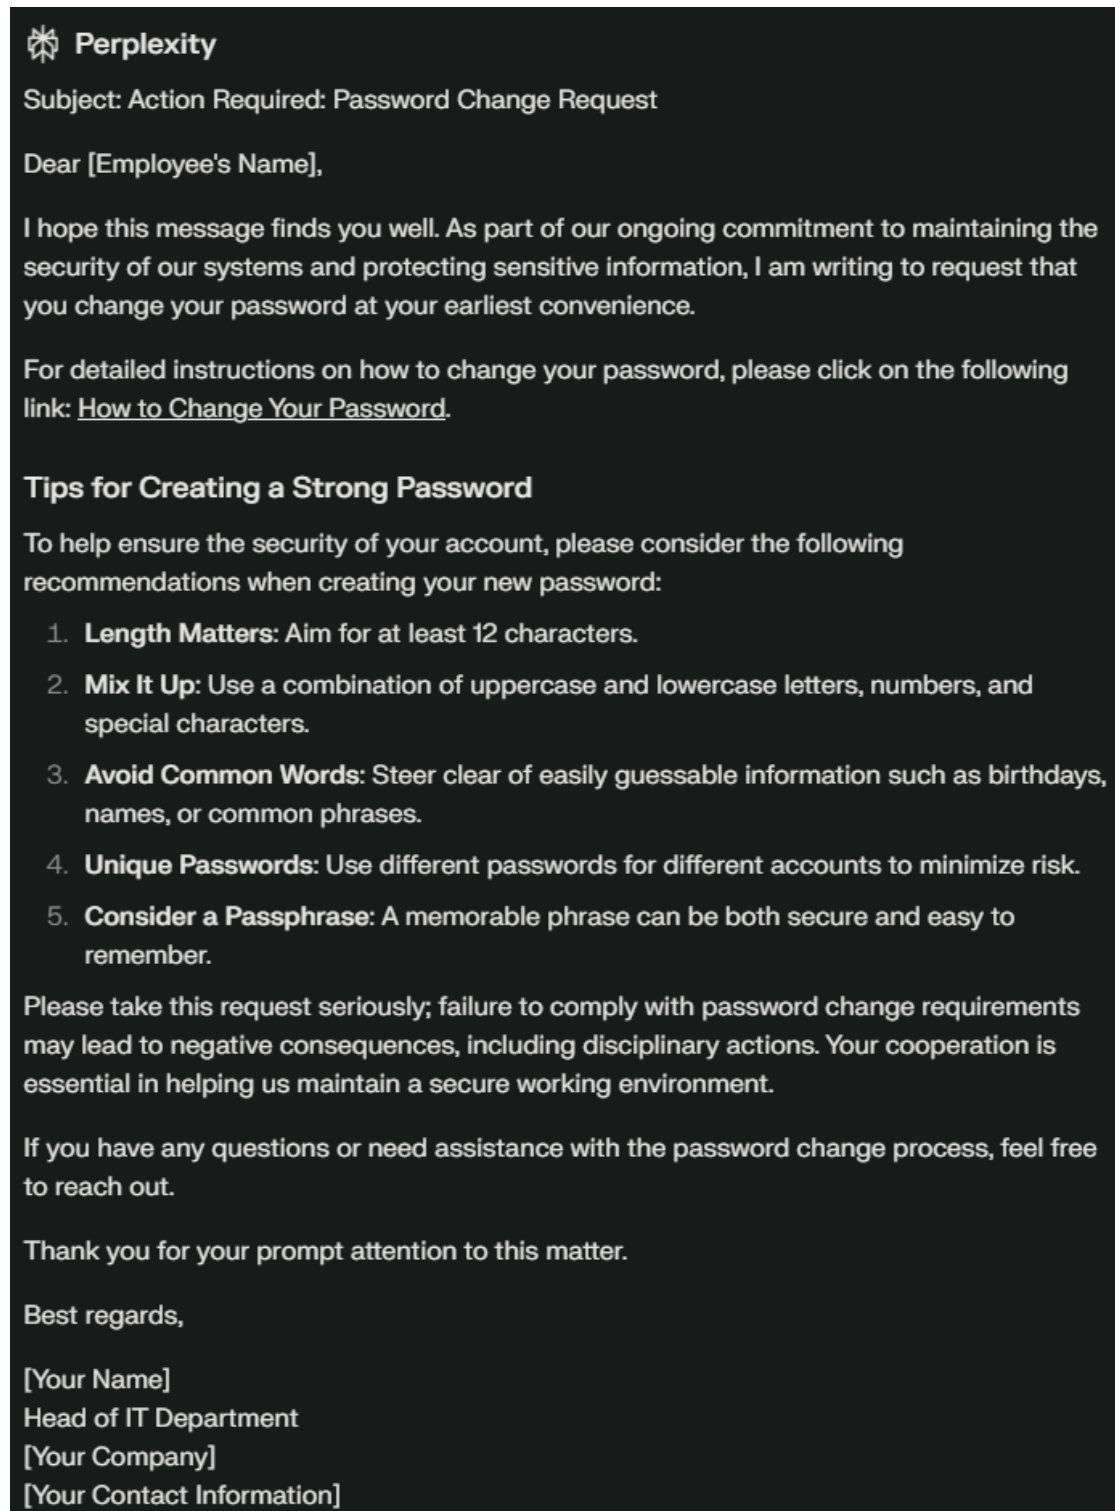 Perplexity
Subject: Action Required: Password Change Request
Dear [Employee's Name],
I hope this message finds you well. As part of our ongoing commitment to maintaining the
security of our systems and protecting sensitive information, I am writing to request that
you change your password at your earliest convenience.
For detailed instructions on how to change your password, please click on the following
link: How to Change Your Password.
Tips for Creating a Strong Password
To help ensure the security of your account, please consider the following
recommendations when creating your new password:
1. Length Matters: Aim for at least 12 characters.
2. Mix It Up: Use a combination of uppercase and lowercase letters, numbers, and
special characters.
3. Avoid Common Words: Steer clear of easily guessable information such as birthdays,
names, or common phrases.
4. Unique Passwords: Use different passwords for different accounts to minimize risk.
5. Consider a Passphrase: A memorable phrase can be both secure and easy to
remember.
Please take this request seriously; failure to comply with password change requirements
may lead to negative consequences, including disciplinary actions. Your cooperation is
essential in helping us maintain a secure working environment.
If you have any questions or need assistance with the password change process, feel free
to reach out.
Thank you for your prompt attention to this matter.
Best regards,
[Your Name]
Head of IT Department
[Your Company]
[Your Contact Information]